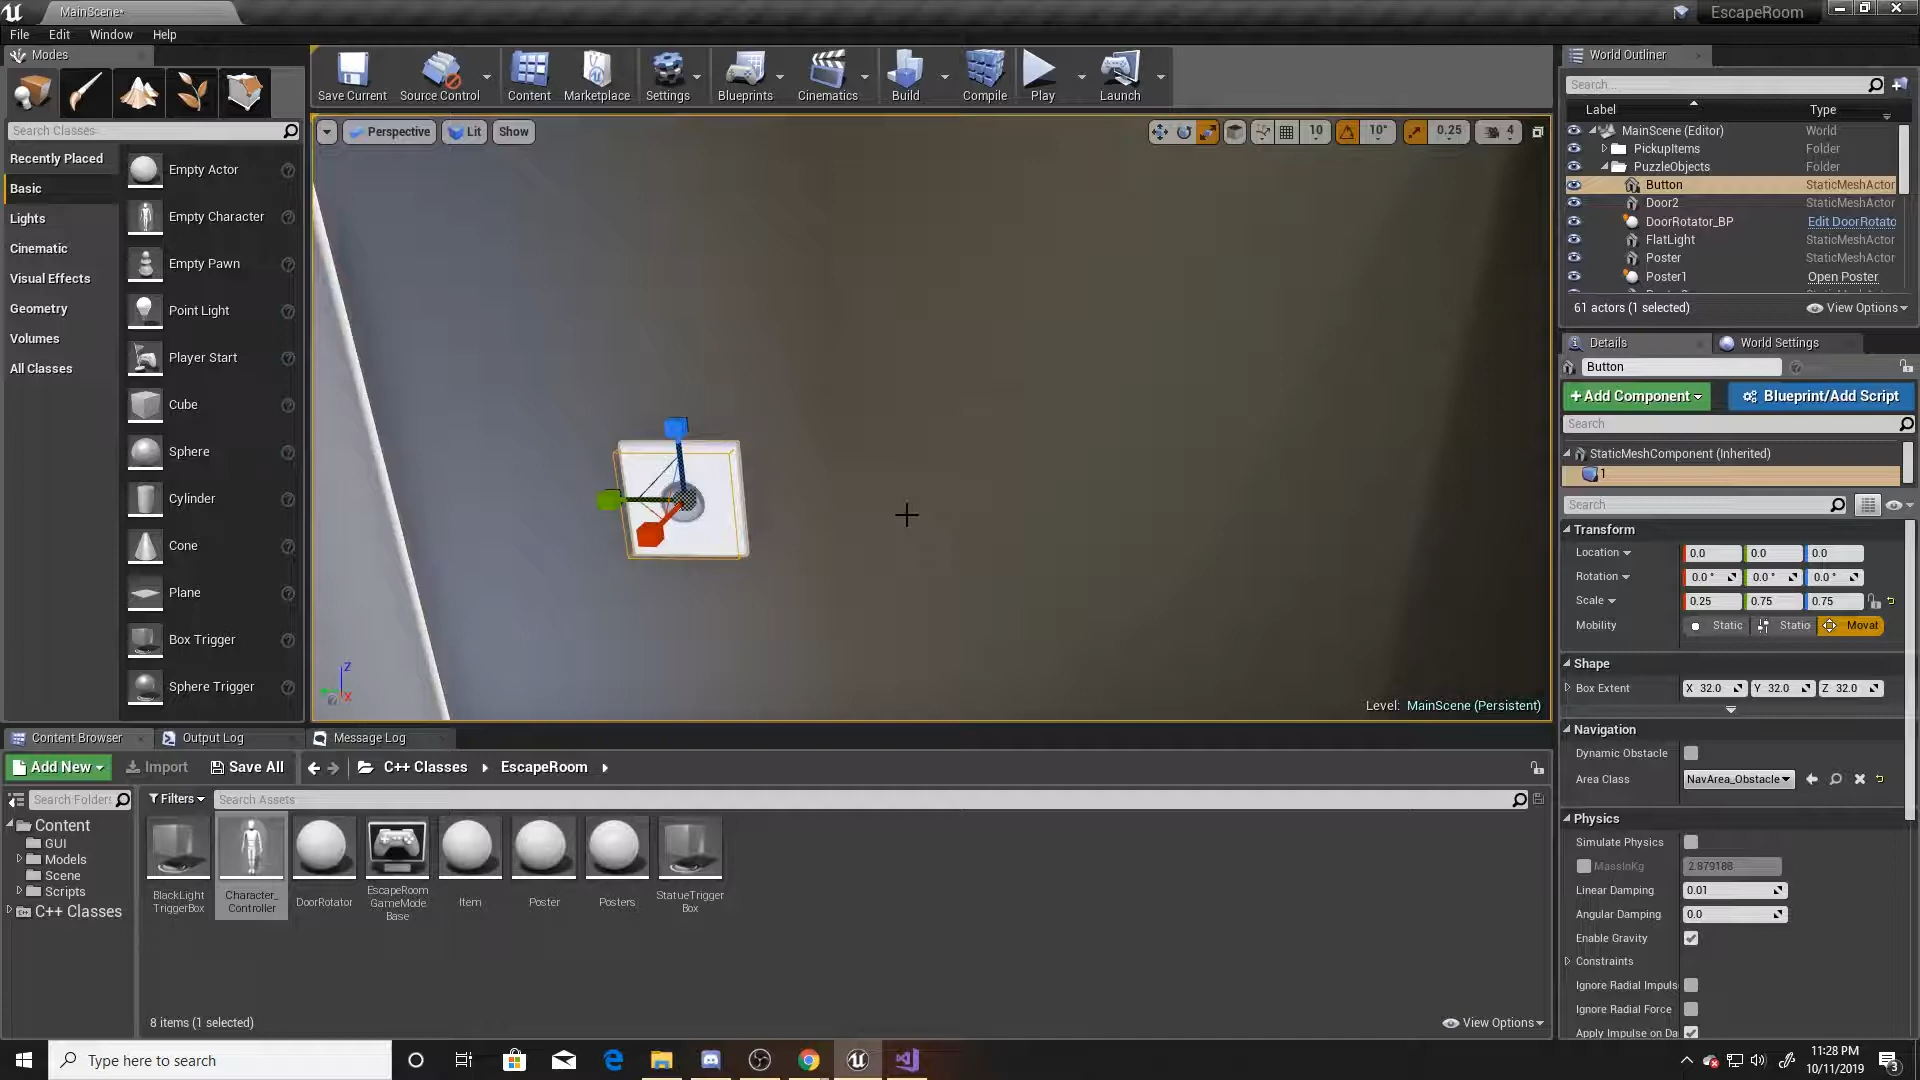 MainScene*
EscapeRoom
File Edit Window Help
Modes
Search Classes
Recently Placed
Basic
Lights
Cinematic
Visual Effects
Geometry
Volumes
All Classes
Empty Actor
Empty Character
Empty Pawn
Point Light
Player Start
Cube
Sphere
Cylinder
Cone
Plane
Box Trigger
Sphere Trigger
Save Current Source Control Content Marketplace Settings Blueprints Cinematics Build Compile Play Launch
Perspective Lit Show
10 10° 0.25 4
Z
X
Level: MainScene (Persistent)
World Outliner
Search...
Label Type
MainScene (Editor) World
PickupItems Folder
PuzzleObjects Folder
Button StaticMeshActor
Door2 StaticMeshActor
DoorRotator_BP Edit DoorRotato
FlatLight StaticMeshActor
Poster StaticMeshActor
Poster1 Open Poster
61 actors (1 selected) View Options
Details World Settings
Button
+Add Component Blueprint/Add Script
Search
StaticMeshComponent (Inherited)
1
Search
Transform
Location 0.0 0.0 0.0
Rotation 0.0° 0.0° 0.0°
Scale 0.25 0.75 0.75
Mobility Static Statio Movat
Shape
Box Extent X 32.0 Y 32.0 Z 32.0
Navigation
Dynamic Obstacle
Area Class NavArea_Obstacle
Physics
Simulate Physics
MassInKg 2.879188
Linear Damping 0.01
Angular Damping 0.0
Enable Gravity
Constraints
Ignore Radial Impuls
Ignore Radial Force
Apply Impulse on Da
Content Browser Output Log Message Log
Add New Import Save All C++ Classes EscapeRoom
Search Folders
Filters Search Assets
Content
GUI
Models
Scene
Scripts
C++ Classes
BlackLight
TriggerBox
Character_
Controller
DoorRotator
EscapeRoom
GameMode
Base
Item
Poster
Posters
StatueTrigger
Box
8 items (1 selected) View Options
Type here to search
11:28 PM
10/11/2019
3